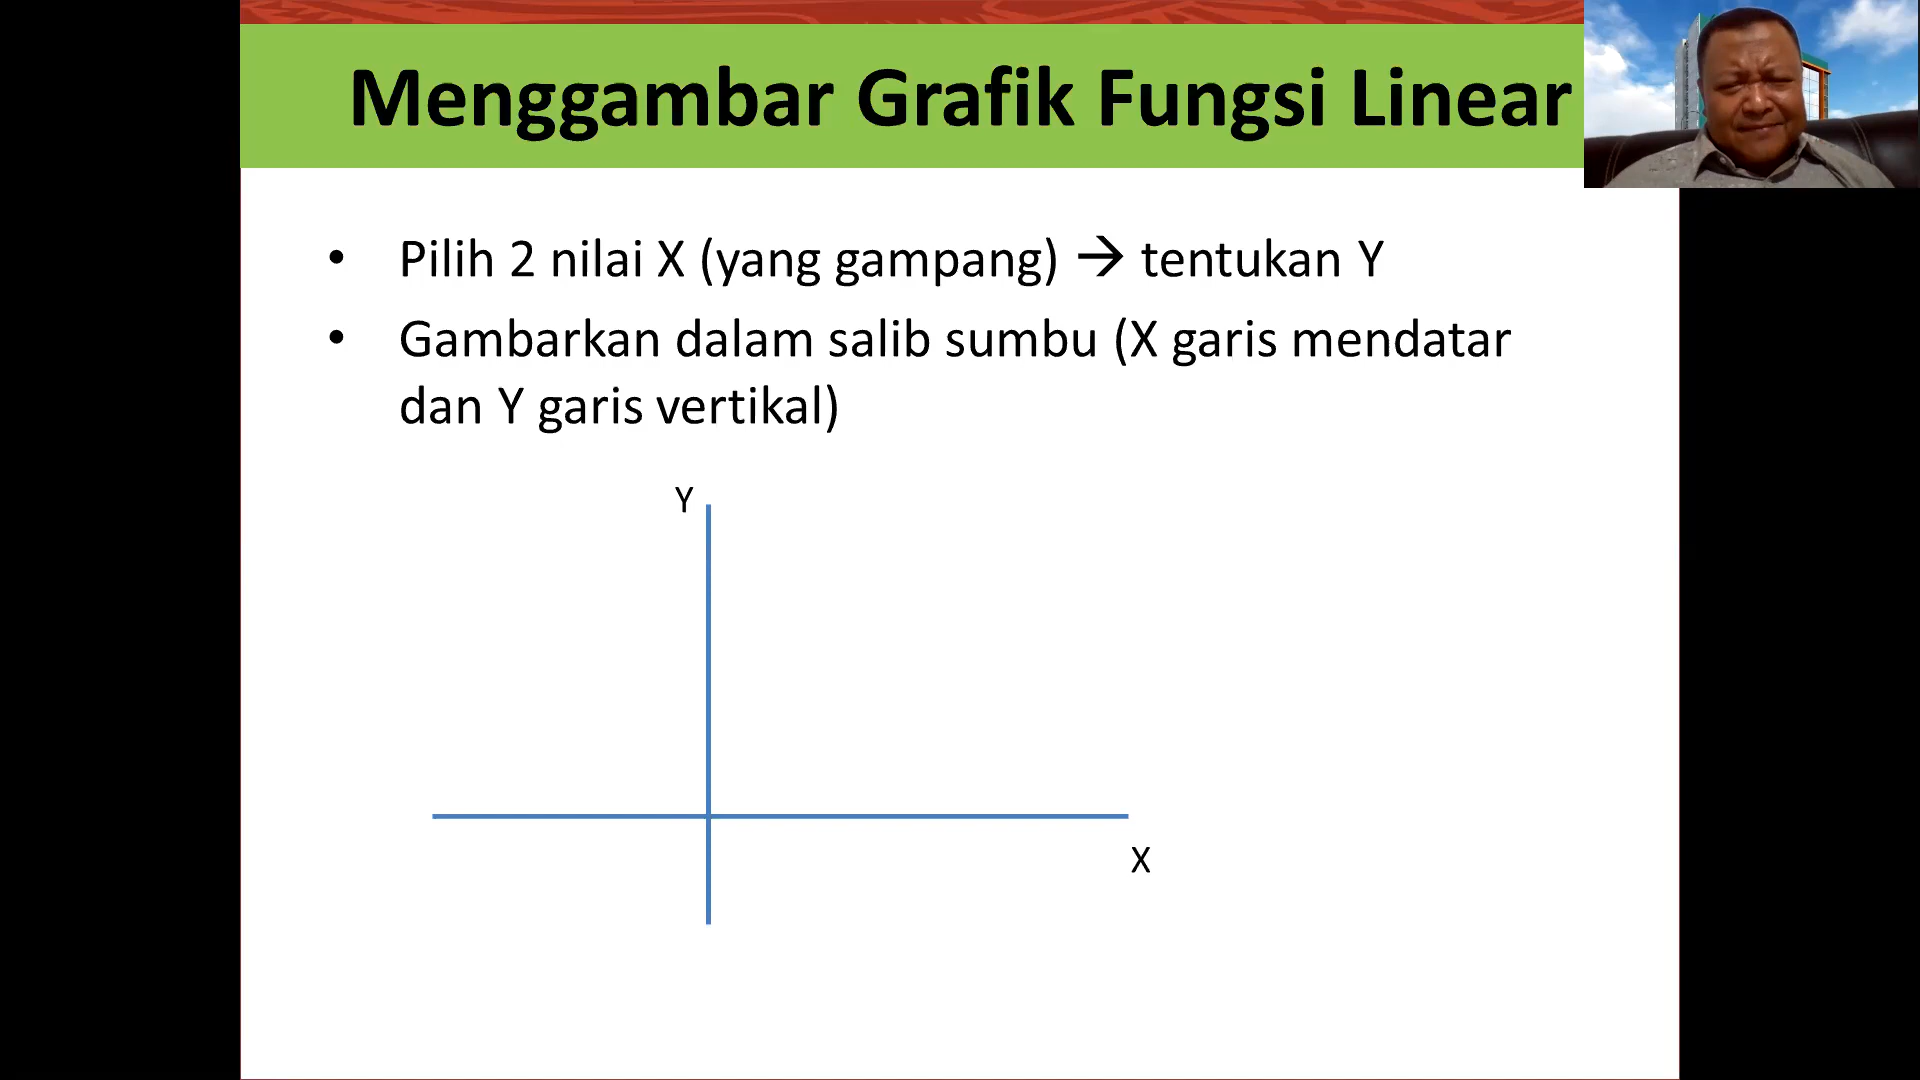 Menggambar Grafik Fungsi Linear
• Pilih 2 nilai X (yang gampang) → tentukan Y
• Gambarkan dalam salib sumbu (X garis mendatar
dan Y garis vertikal)
Y
X